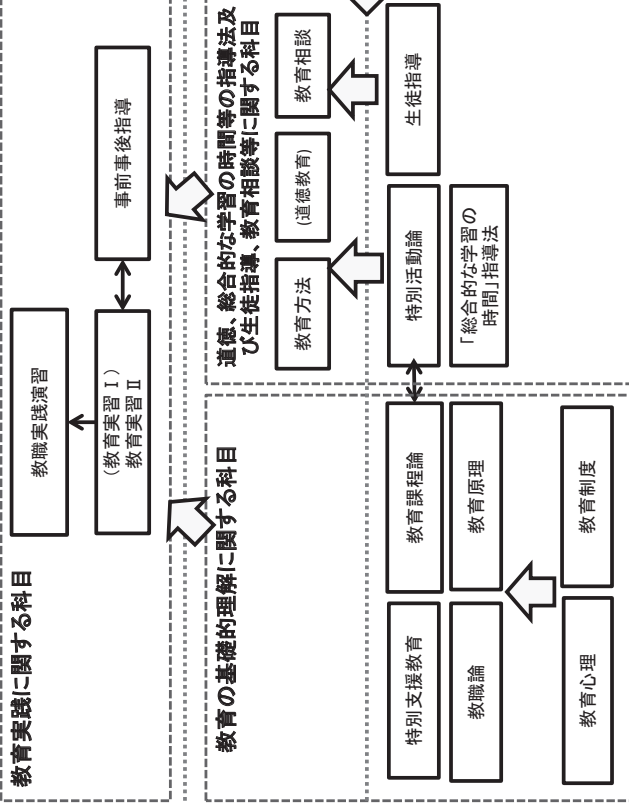 教育実践に関する科目
教職実践演習
（教育実習Ⅰ）
教育実習Ⅱ
事前事後指導
教育の基礎的理解に関する科目
特別支援教育
教育課程論
教職論
教育原理
教育心理
教育制度
道徳、総合的な学習の時間等の指導法及
び生徒指導、教育相談等に関する科目
教育方法
(道徳教育)
教育相談
特別活動論
生徒指導
「総合的な学習の
時間」指導法